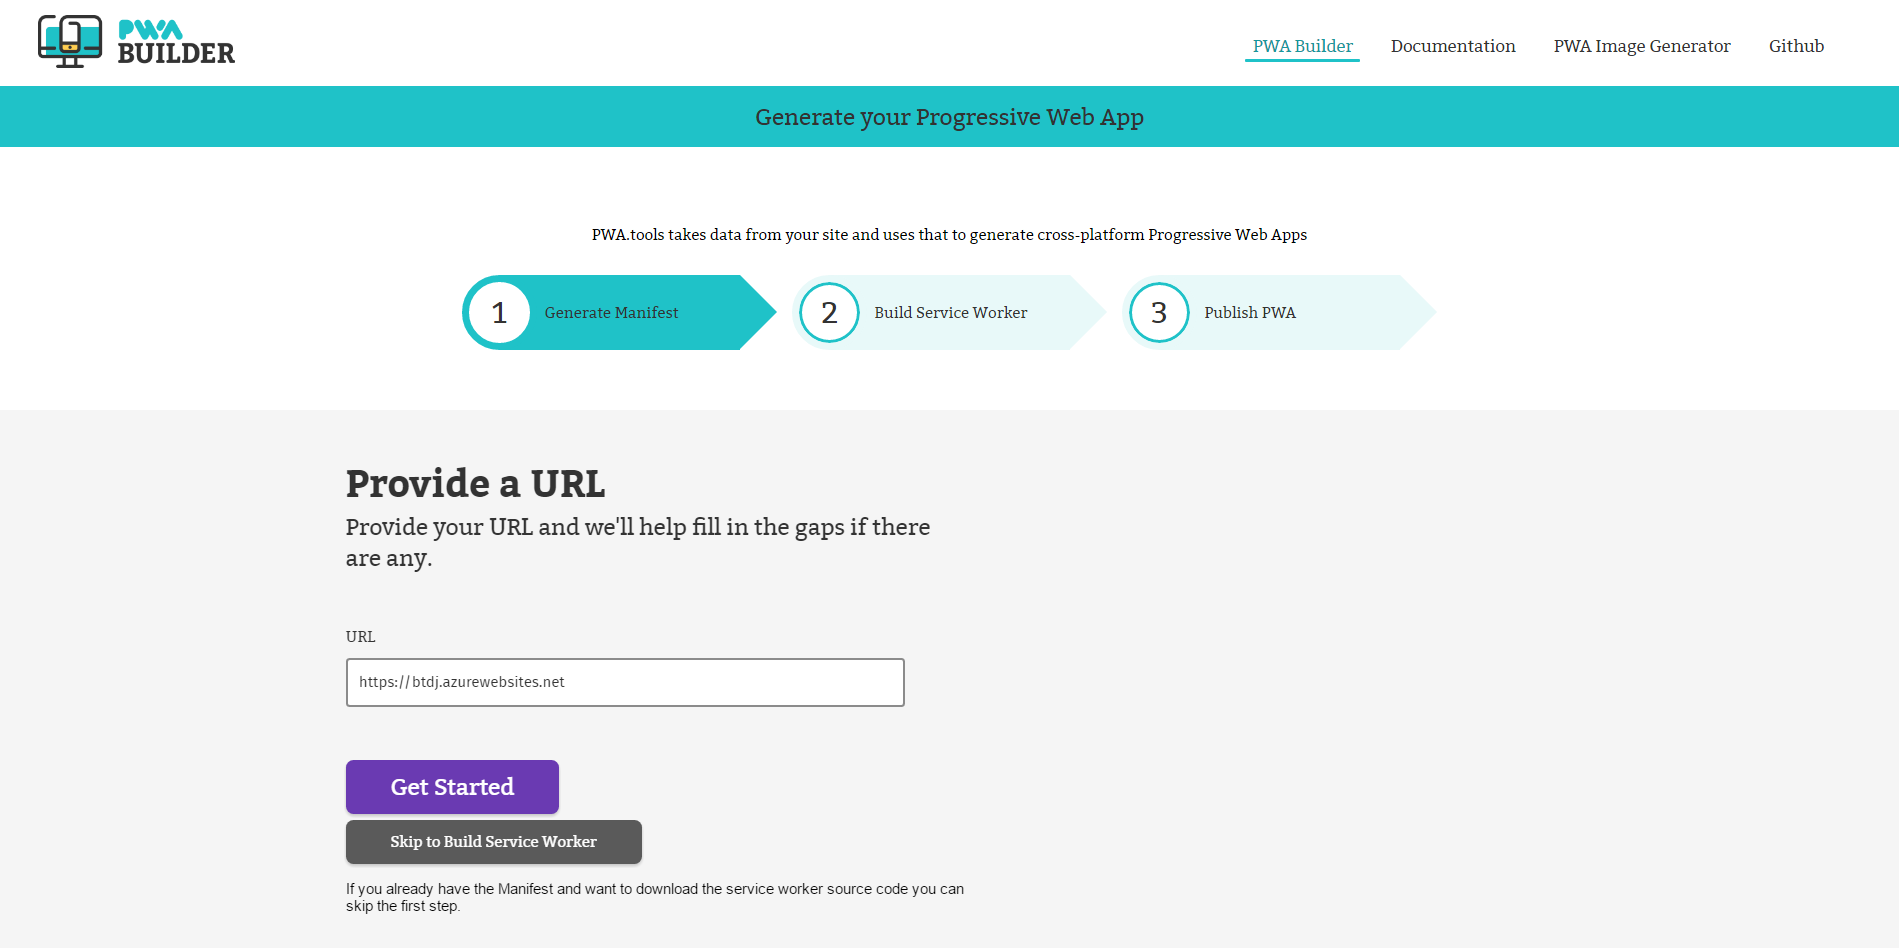 PWA
BUILDER
PWA Builder
Documentation
PWA Image Generator
Github
Generate your Progressive Web App
PWA.tools takes data from your site and uses that to generate cross-platform Progressive Web Apps
1 Generate Manifest
2 Build Service Worker
3 Publish PWA
Provide a URL
Provide your URL and we'll help fill in the gaps if there
are any.
URL
https://btdj.azurewebsites.net
Get Started
Skip to Build Service Worker
If you already have the Manifest and want to download the service worker source code you can
skip the first step.